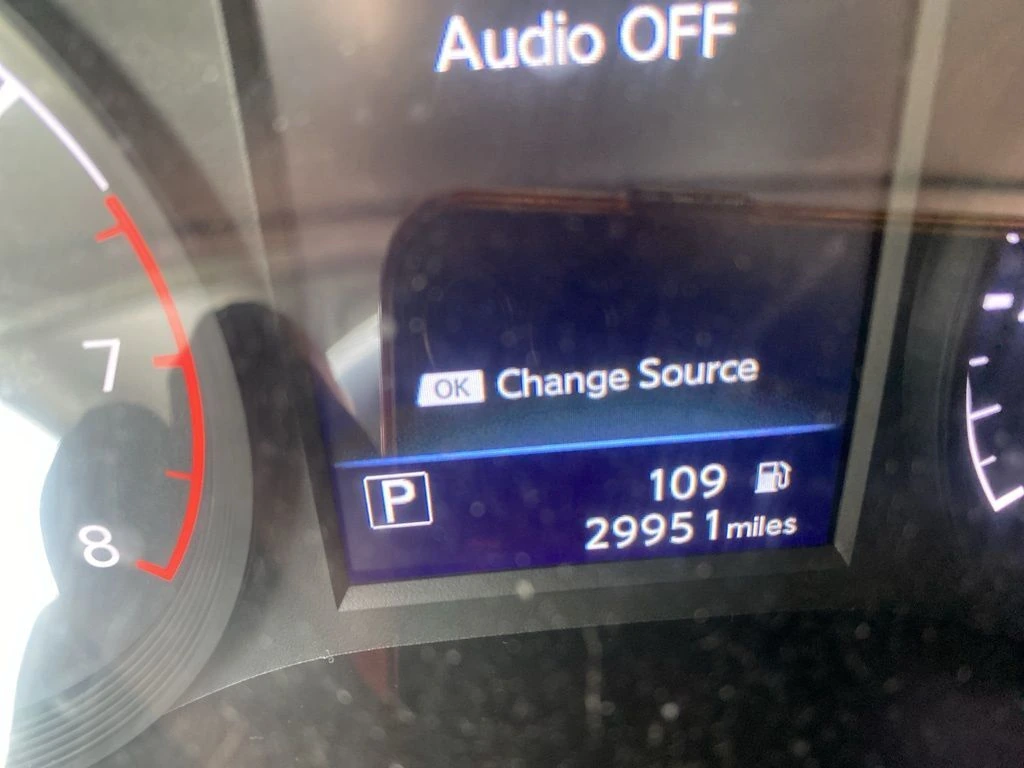 Audio OFF
7
OK Change Source
P 109
29951 miles
8